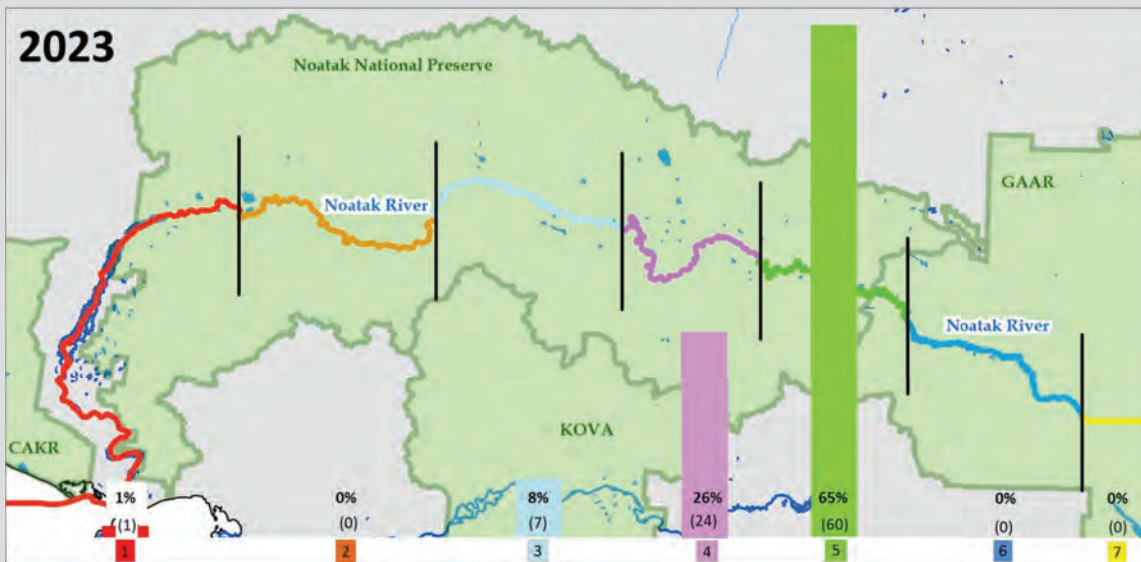 2023
Noatak National Preserve
GAAR
Noatak River
Noatak River
KOVA
CAKR
1% 0% 8% 26% 65% 0% 0%
(1) (0) (7) (24) (60) (0) (0)
1 2 3 4 5 6 7